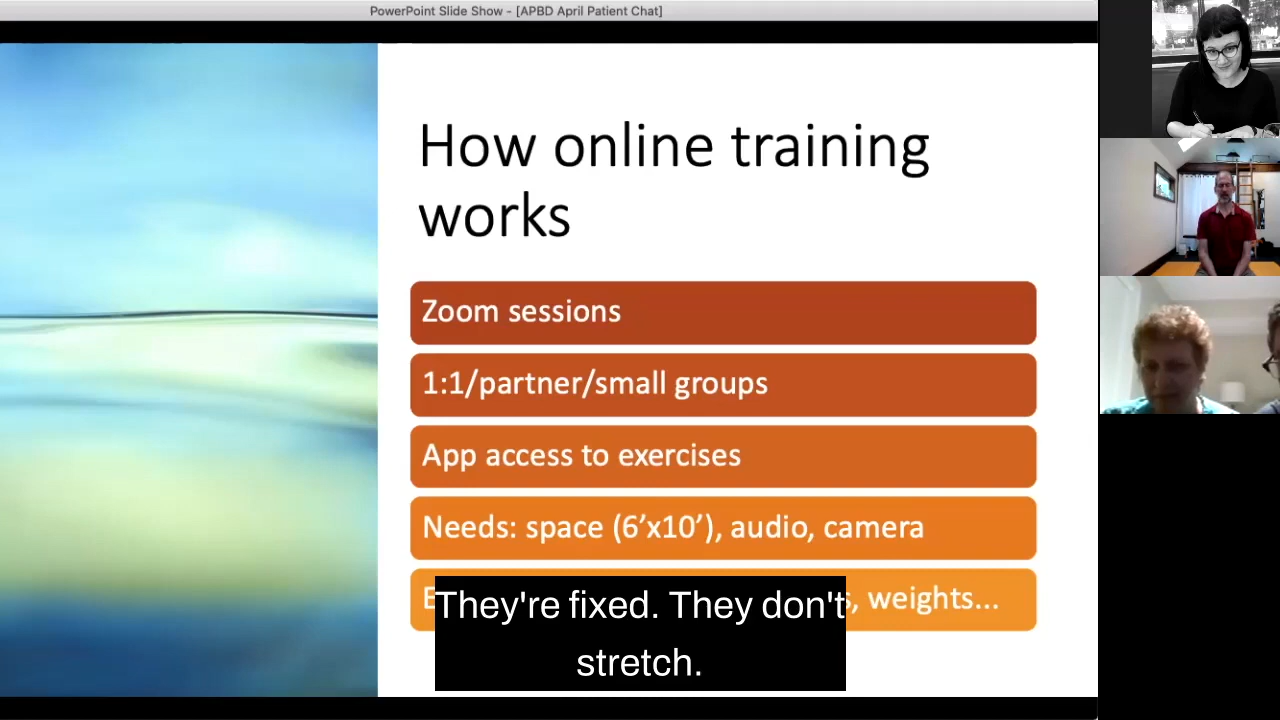 PowerPoint Slide Show - [APBD April Patient Chat]
How online training
works
Zoom sessions
1:1/partner/small groups
App access to exercises
Needs: space (6’x10’), audio, camera
weights...
They're fixed. They don't
stretch.